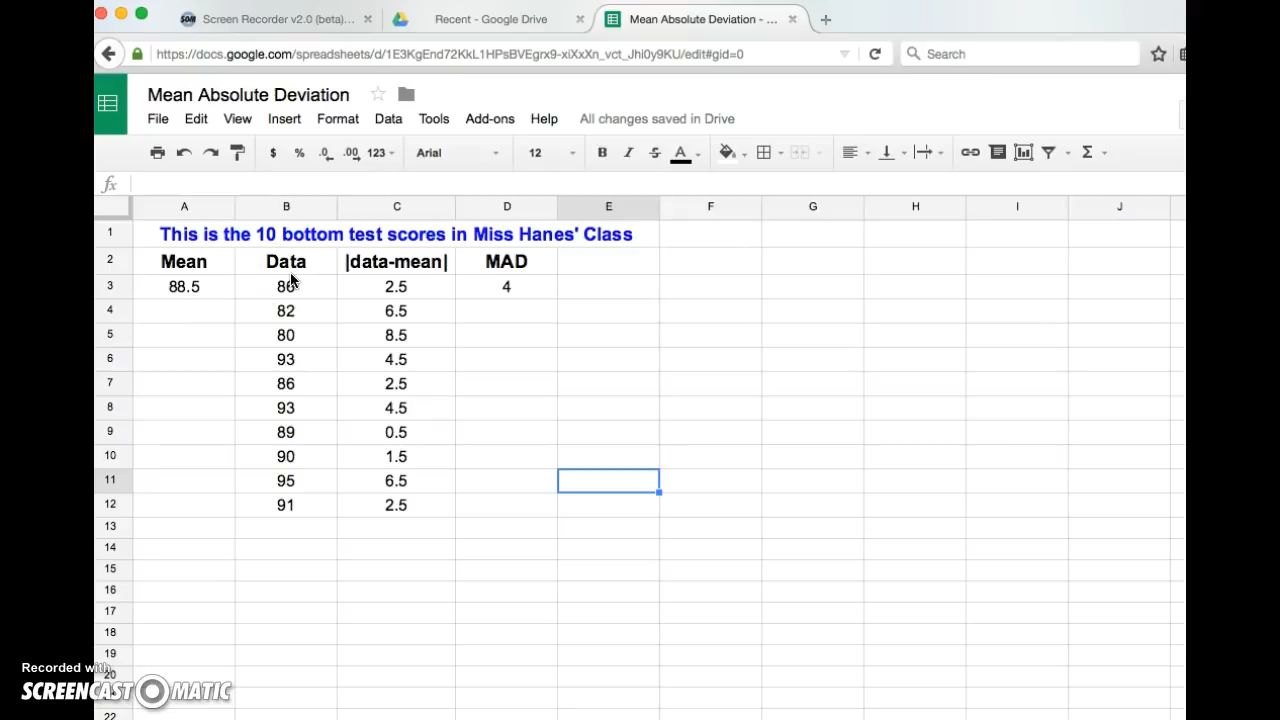 Screen Recorder v2.0 (beta)... × Recent - Google Drive × Mean Absolute Deviation - ... × +
https://docs.google.com/spreadsheets/d/1E3KgEnd72KkL1HPsBVEgrx9-xiXxXn_vct_Jhl0y9KU/edit#gid=0 Search
Mean Absolute Deviation
File Edit View Insert Format Data Tools Add-ons Help All changes saved in Drive
$ % .0 .00 123 Arial 12 B I S A Σ
fx
A B C D E F G H I J
1 This is the 10 bottom test scores in Miss Hanes' Class
2 Mean Data |data-mean| MAD
3 88.5 86 2.5 4
4 82 6.5
5 80 8.5
6 93 4.5
7 86 2.5
8 93 4.5
9 89 0.5
10 90 1.5
11 95 6.5
12 91 2.5
13
14
15
16
17
18
19
Recorded with
20
SCREENCAST MATIC
22